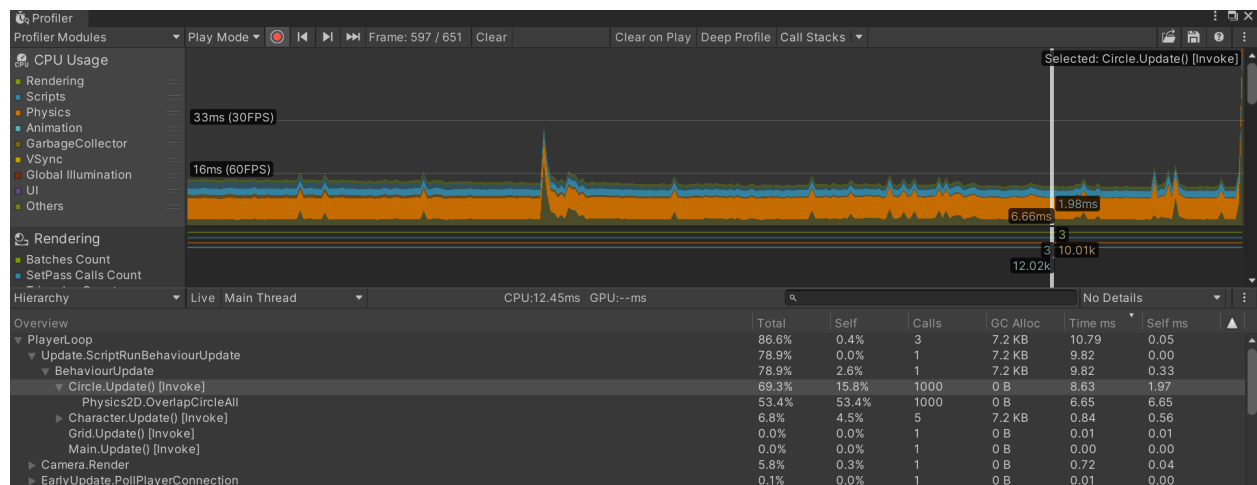 Profiler
Profiler Modules Play Mode Frame: 597 / 651 Clear Clear on Play Deep Profile Call Stacks
CPU Usage
Selected: Circle.Update() [Invoke]
Rendering
Scripts
Physics
33ms (30FPS)
Animation
GarbageCollector
VSync
16ms (60FPS)
Global Illumination
UI
Others
1.98ms
6.66ms
Rendering
3
Batches Count
3 10.01k
SetPass Calls Count
12.02k
Hierarchy Live Main Thread CPU:12.45ms GPU:--ms No Details
Overview Total Self Calls GC Alloc Time ms Self ms
PlayerLoop 86.6% 0.4% 3 7.2 KB 10.79 0.05
Update.ScriptRunBehaviourUpdate 78.9% 0.0% 1 7.2 KB 9.82 0.00
BehaviourUpdate 78.9% 2.6% 1 7.2 KB 9.82 0.33
Circle.Update() [Invoke] 69.3% 15.8% 1000 0 B 8.63 1.97
Physics2D.OverlapCircleAll 53.4% 53.4% 1000 0 B 6.65 6.65
Character.Update() [Invoke] 6.8% 4.5% 5 7.2 KB 0.84 0.56
Grid.Update() [Invoke] 0.0% 0.0% 1 0 B 0.01 0.01
Main.Update() [Invoke] 0.0% 0.0% 1 0 B 0.00 0.00
Camera.Render 5.8% 0.3% 1 0 B 0.72 0.04
EarlyUpdate.PollPlayerConnection 0.1% 0.0% 1 0 B 0.01 0.00